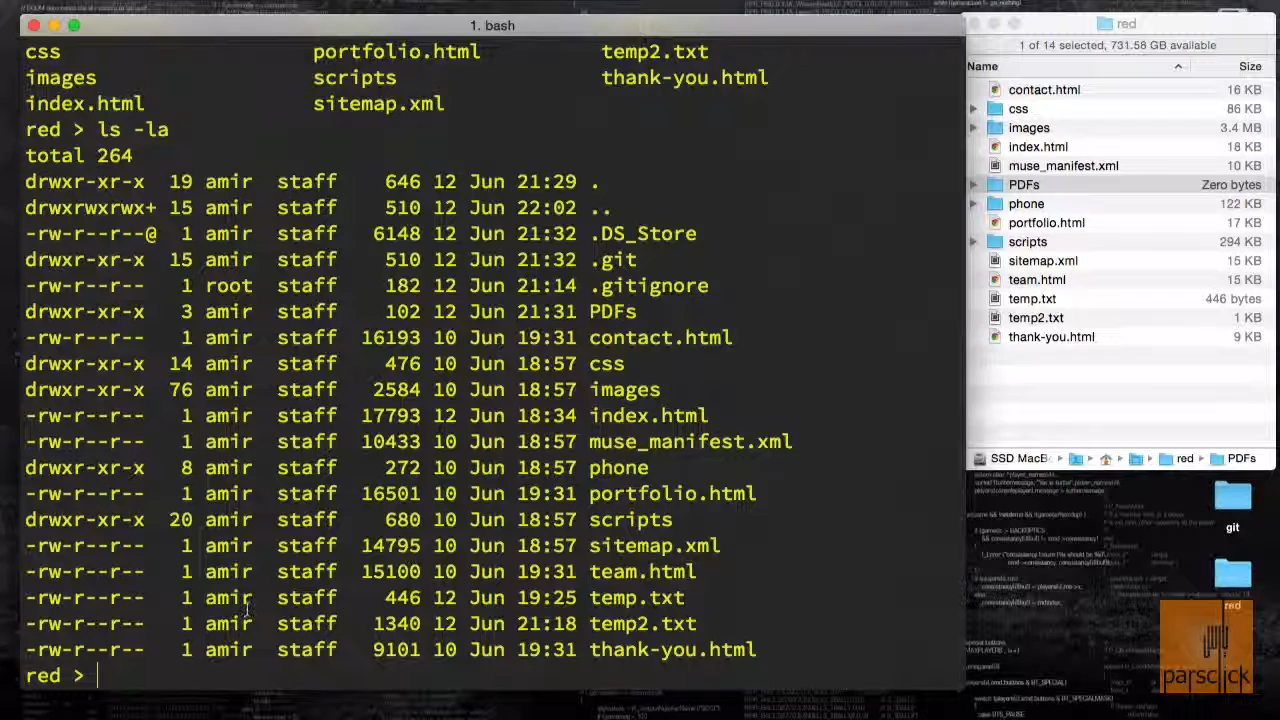 1. bash
css portfolio.html temp2.txt
images scripts thank-you.html
index.html sitemap.xml
red > ls -la
total 264
drwxr-xr-x 19 amir staff 646 12 Jun 21:29 .
drwxrwxrwx+ 15 amir staff 510 12 Jun 22:02 ..
-rw-r--r--@ 1 amir staff 6148 12 Jun 21:32 .DS_Store
drwxr-xr-x 15 amir staff 510 12 Jun 21:32 .git
-rw-r--r-- 1 root staff 182 12 Jun 21:14 .gitignore
drwxr-xr-x 3 amir staff 102 12 Jun 21:31 PDFs
-rw-r--r-- 1 amir staff 16193 10 Jun 19:31 contact.html
drwxr-xr-x 14 amir staff 476 10 Jun 18:57 css
drwxr-xr-x 76 amir staff 2584 10 Jun 18:57 images
-rw-r--r-- 1 amir staff 17793 12 Jun 18:34 index.html
-rw-r--r-- 1 amir staff 10433 10 Jun 18:57 muse_manifest.xml
drwxr-xr-x 8 amir staff 272 10 Jun 18:57 phone
-rw-r--r-- 1 amir staff 16501 10 Jun 19:31 portfolio.html
drwxr-xr-x 20 amir staff 680 10 Jun 18:57 scripts
-rw-r--r-- 1 amir staff 14795 10 Jun 18:57 sitemap.xml
-rw-r--r-- 1 amir staff 15100 10 Jun 19:31 team.html
-rw-r--r-- 1 amir staff 446 12 Jun 19:25 temp.txt
-rw-r--r-- 1 amir staff 1340 12 Jun 21:18 temp2.txt
-rw-r--r-- 1 amir staff 9101 10 Jun 19:31 thank-you.html
red >
red
1 of 14 selected, 731.58 GB available
Name Size
contact.html 16 KB
css 86 KB
images 3.4 MB
index.html 18 KB
muse_manifest.xml 10 KB
PDFs Zero bytes
phone 122 KB
portfolio.html 17 KB
scripts 294 KB
sitemap.xml 15 KB
team.html 15 KB
temp.txt 446 bytes
temp2.txt 1 KB
thank-you.html 9 KB
SSD MacB red PDFs
git
red
پارس
parsclick